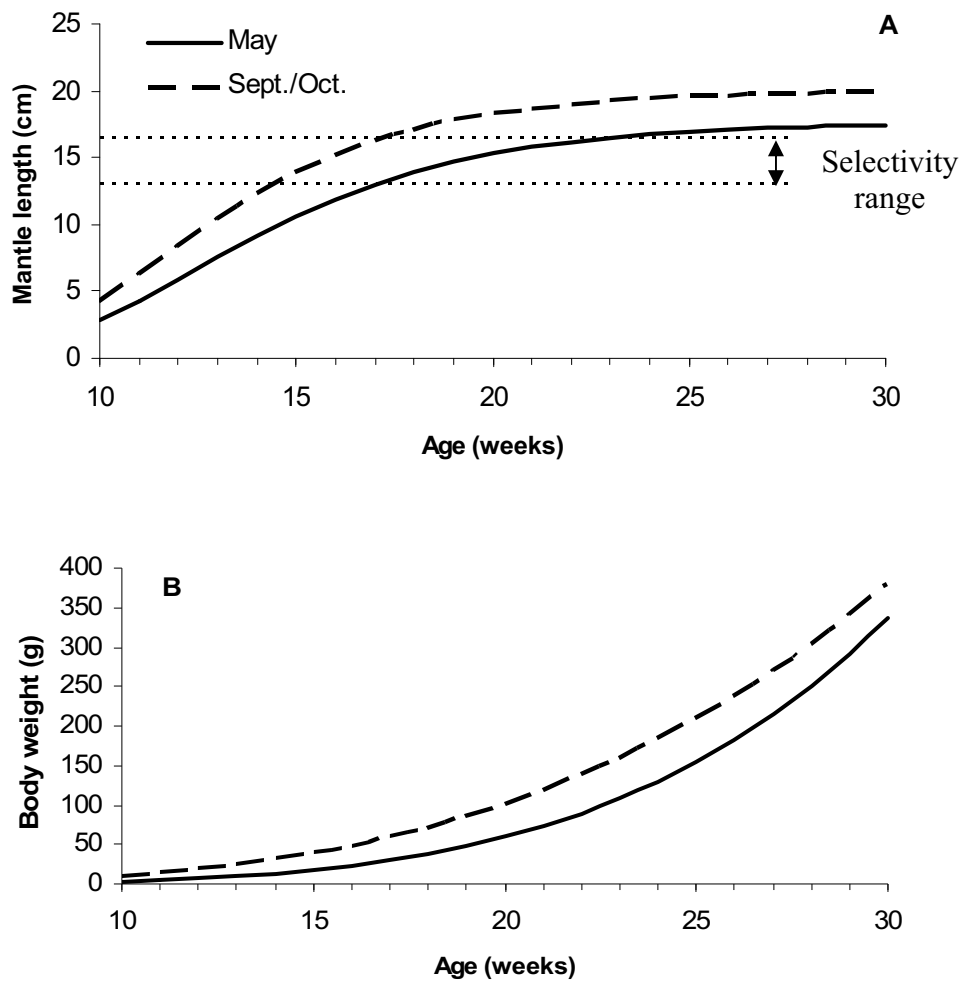 A
May
Sept./Oct.
25
20
15
10
5
0
Mantle length (cm)
Selectivity
range
10 15 20 25 30
Age (weeks)
B
400
350
300
250
200
150
100
50
0
Body weight (g)
10 15 20 25 30
Age (weeks)